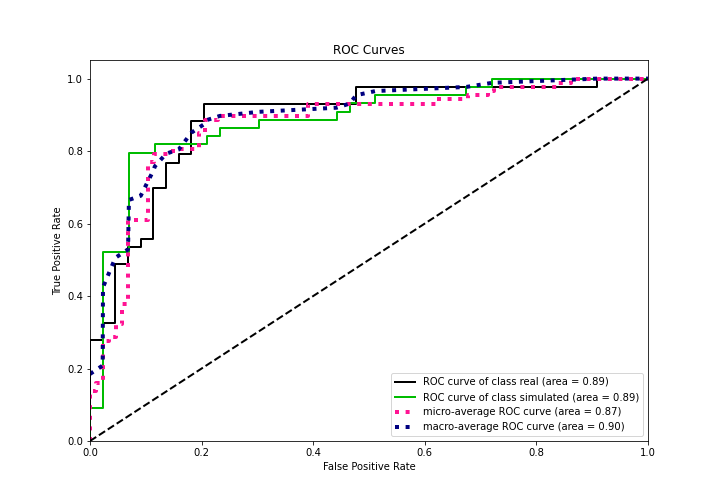 ROC Curves
True Positive Rate
1.0
0.8
0.6
0.4
0.2
0.0
0.0 0.2 0.4 0.6 0.8 1.0
False Positive Rate
ROC curve of class real (area = 0.89)
ROC curve of class simulated (area = 0.89)
micro-average ROC curve (area = 0.87)
macro-average ROC curve (area = 0.90)